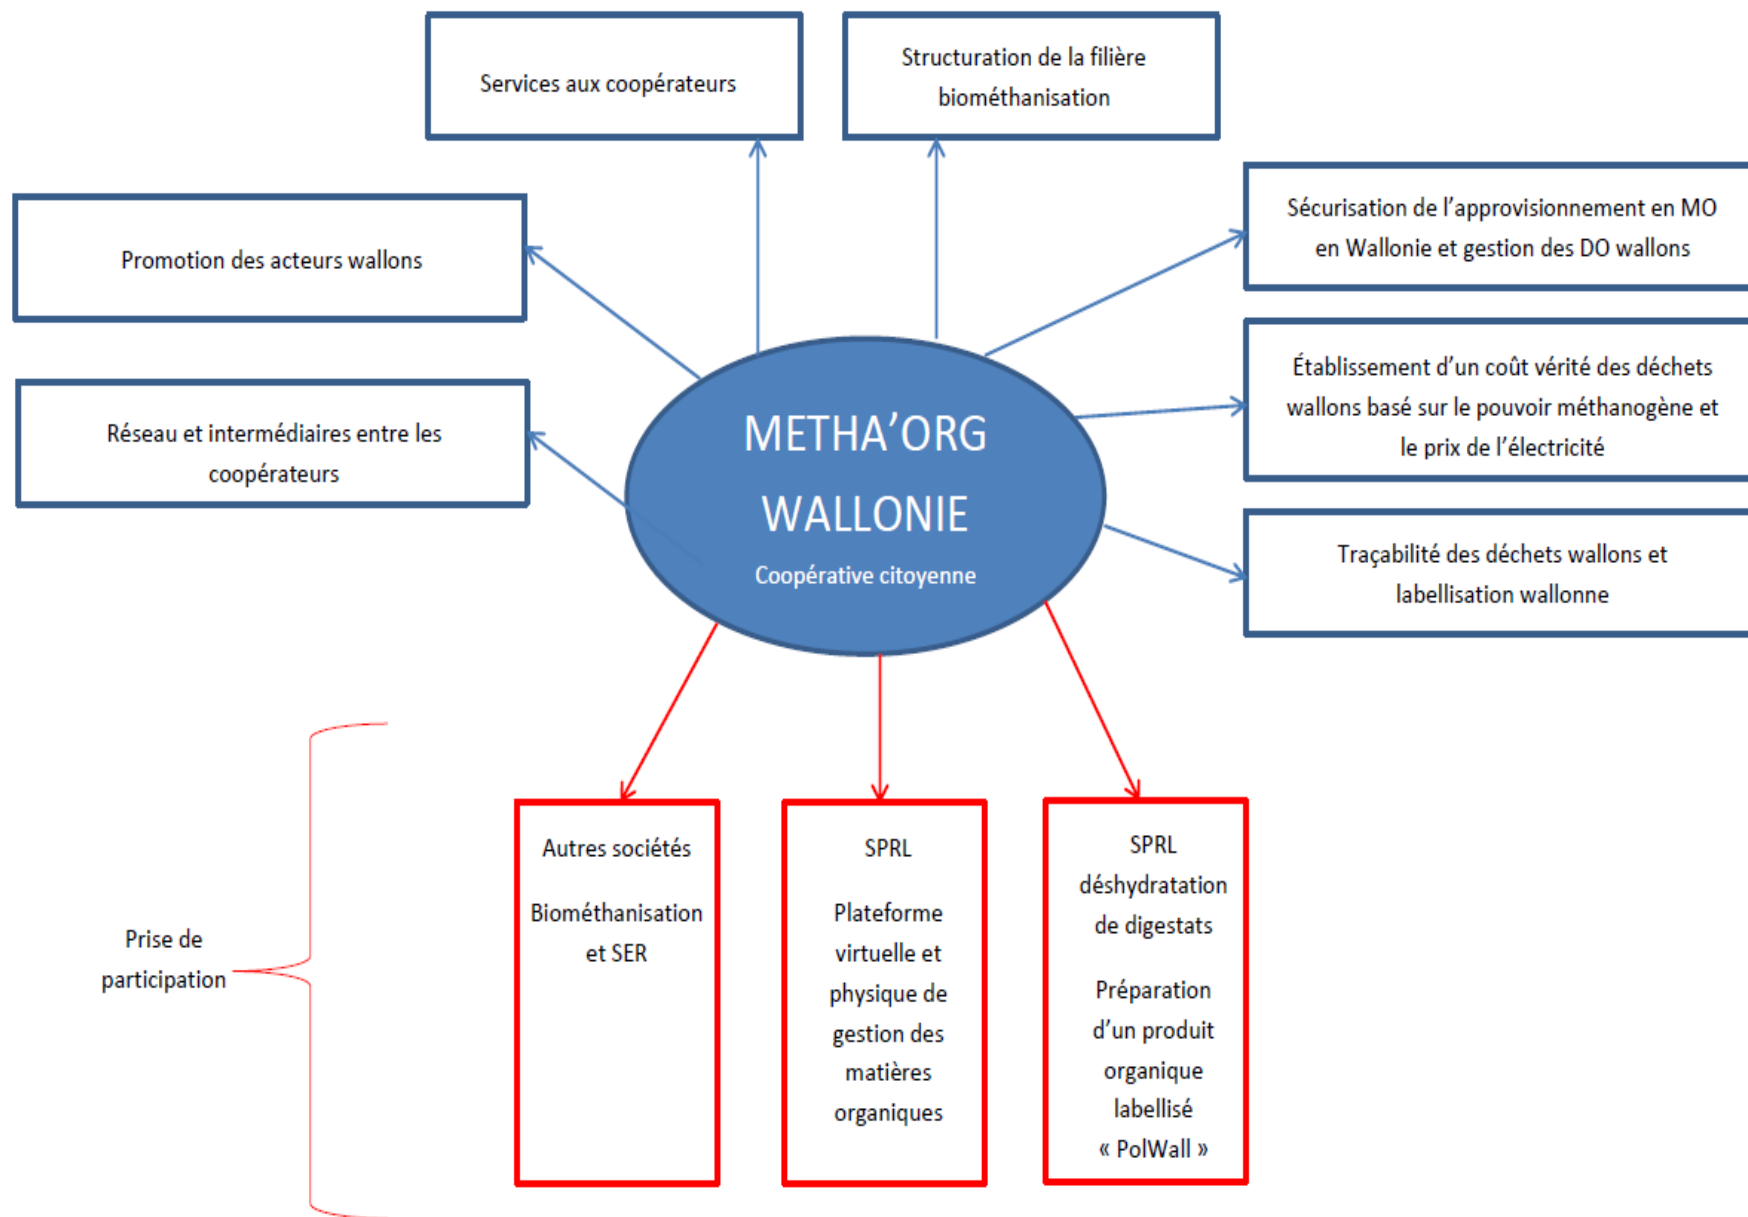 Services aux coopérateurs
Structuration de la filière
biométhanisation
Promotion des acteurs wallons
Sécurisation de l’approvisionnement en MO
en Wallonie et gestion des DO wallons
Réseau et intermédiaires entre les
coopérateurs
Établissement d’un coût vérité des déchets
wallons basé sur le pouvoir méthanogène et
le prix de l’électricité
METHA’ORG
WALLONIE
Coopérative citoyenne
Traçabilité des déchets wallons et
labellisation wallonne
Prise de
participation
Autres sociétés
Biométhanisation
et SER
SPRL
Plateforme
virtuelle et
physique de
gestion des
matières
organiques
SPRL
déshydratation
de digestats
Préparation
d’un produit
organique
labellisé
« PolWall »